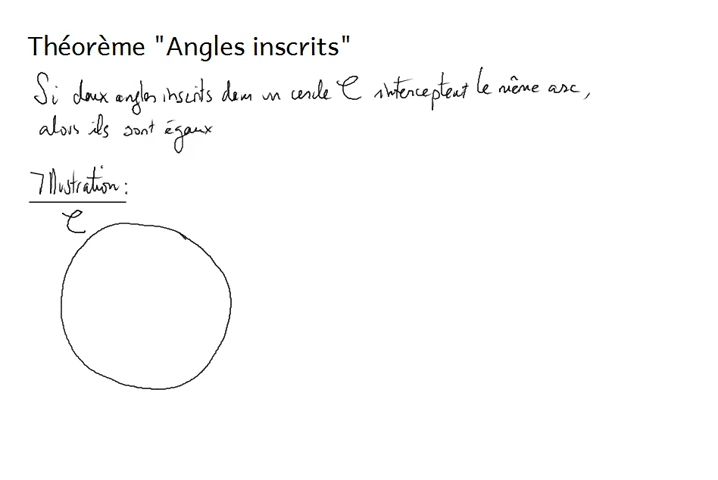 Théorème "Angles inscrits"
Si deux angles inscrits dans un cercle C interceptent le même arc,
alors ils sont égaux
Illustration:
C